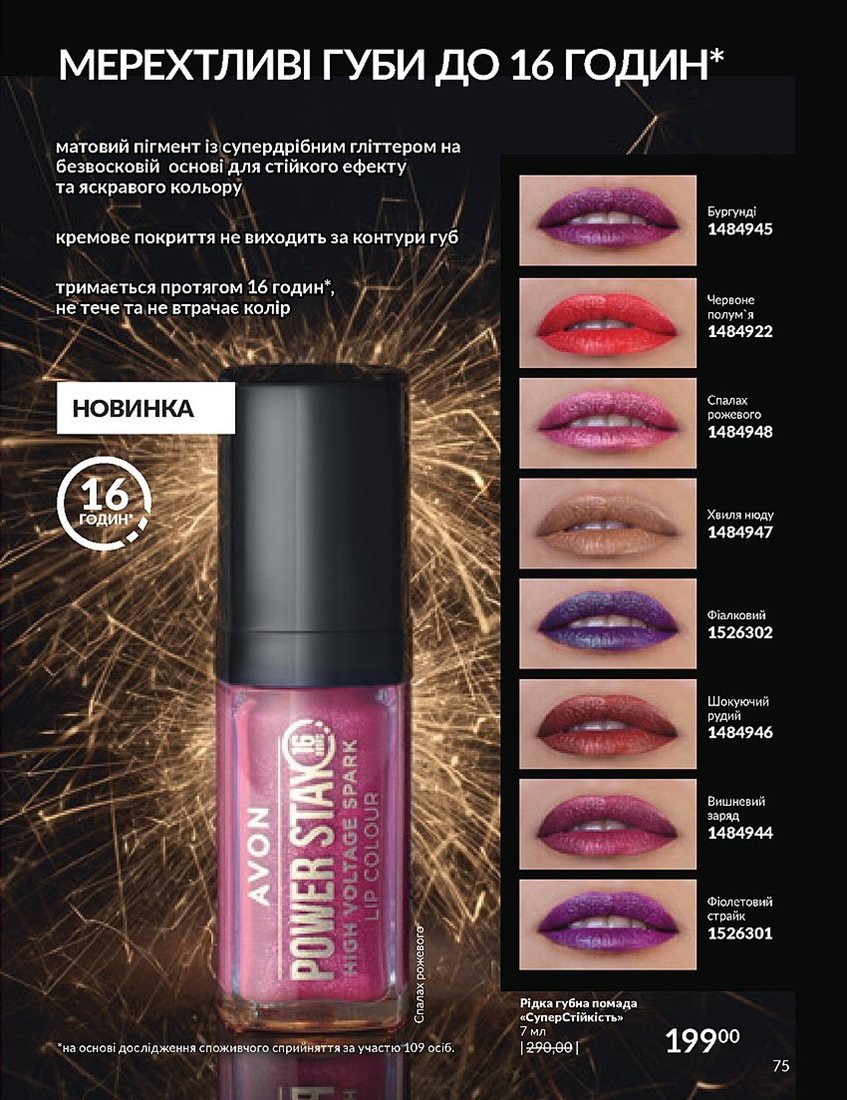 МЕРЕХТЛИВІ ГУБИ ДО 16 ГОДИН*
матовий пігмент із супердрібним гліттером на
безвосковій основі для стійкого ефекту
та яскравого кольору
кремове покриття не виходить за контури губ
тримається протягом 16 годин*,
не тече та не втрачає колір
НОВИНКА
16
ГОДИН*
AVON
POWER STAY
16
HIGH VOLTAGE SPARK
LIP COLOUR
Спалах рожевого
*на основі дослідження споживчого сприйняття за участю 109 осіб.
Бургунді
1484945
Червоне
полум`я
1484922
Спалах
рожевого
1484948
Хвиля нюду
1484947
Фіалковий
1526302
Шокуючий
рудий
1484946
Вишневий
заряд
1484944
Фіолетовий
страйк
1526301
Рідка губна помада
«СуперСтійкість»
7 мл
| 290,00 |
19900
75